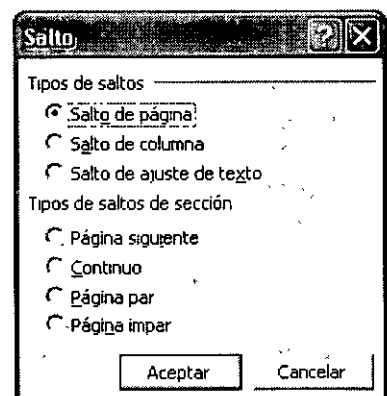 Salto
Tipos de saltos
Salto de página
Salto de columna
Salto de ajuste de texto
Tipos de saltos de sección
Página siguiente
Continuo
Página par
Página impar
Aceptar Cancelar